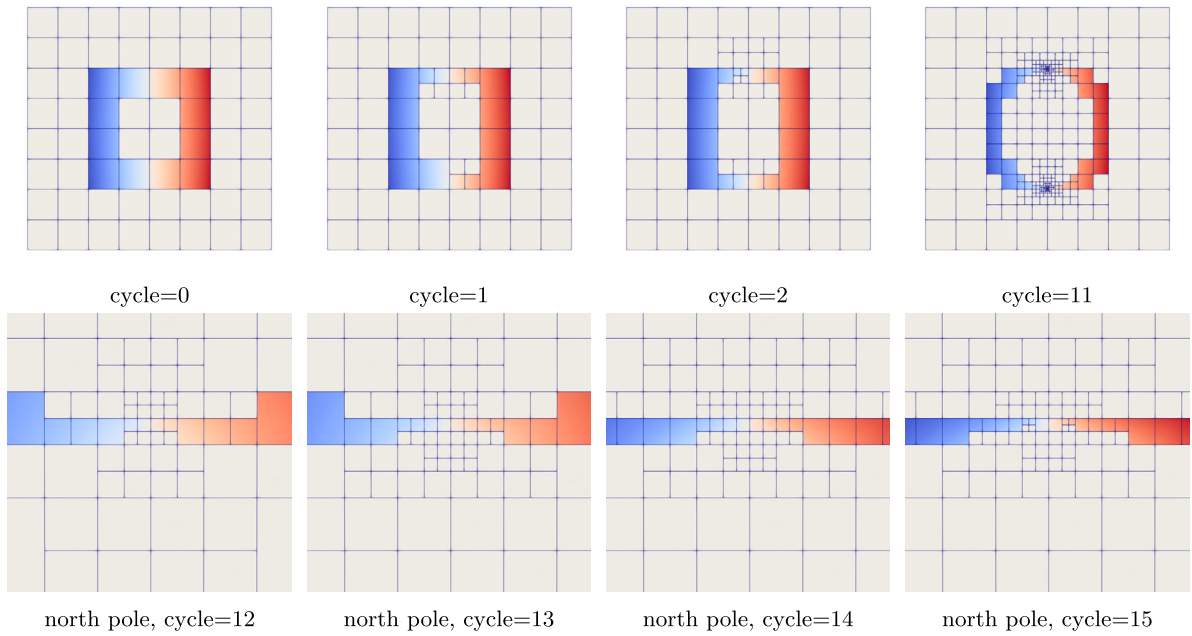 cycle=0
cycle=1
cycle=2
cycle=11
north pole, cycle=12
north pole, cycle=13
north pole, cycle=14
north pole, cycle=15